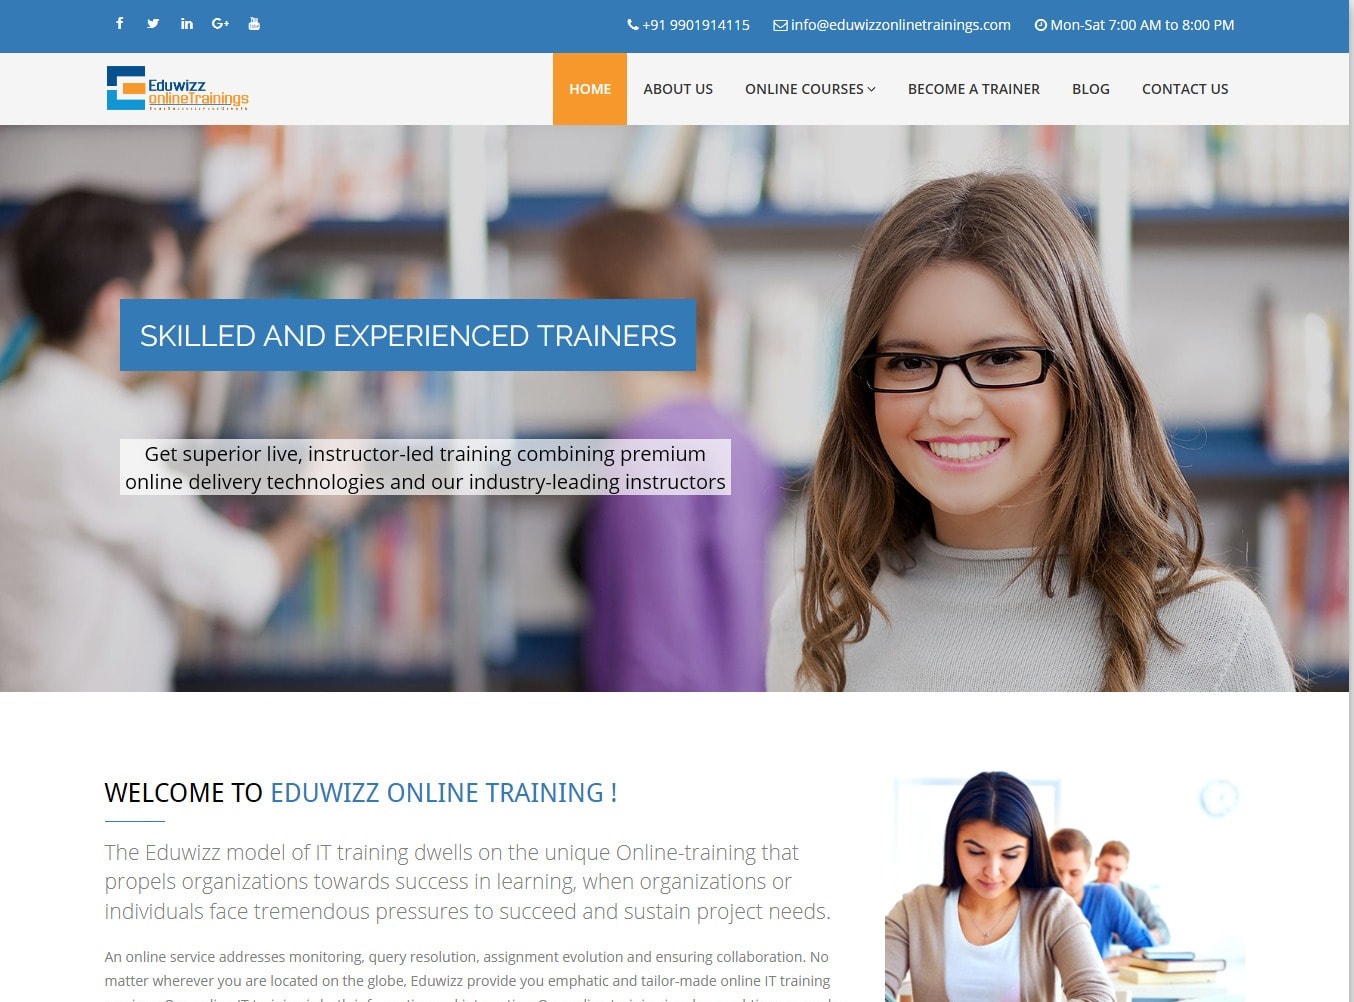 +91 9901914115 info@eduwizzonlinetrainings.com Mon-Sat 7:00 AM to 8:00 PM
Eduwizz
onlineTrainings
HOME ABOUT US ONLINE COURSES BECOME A TRAINER BLOG CONTACT US
SKILLED AND EXPERIENCED TRAINERS
Get superior live, instructor-led training combining premium
online delivery technologies and our industry-leading instructors
WELCOME TO EDUWIZZ ONLINE TRAINING !
The Eduwizz model of IT training dwells on the unique Online-training that
propels organizations towards success in learning, when organizations or
individuals face tremendous pressures to succeed and sustain project needs.
An online service addresses monitoring, query resolution, assignment evolution and ensuring collaboration. No
matter wherever you are located on the globe, Eduwizz provide you emphatic and tailor-made online IT training